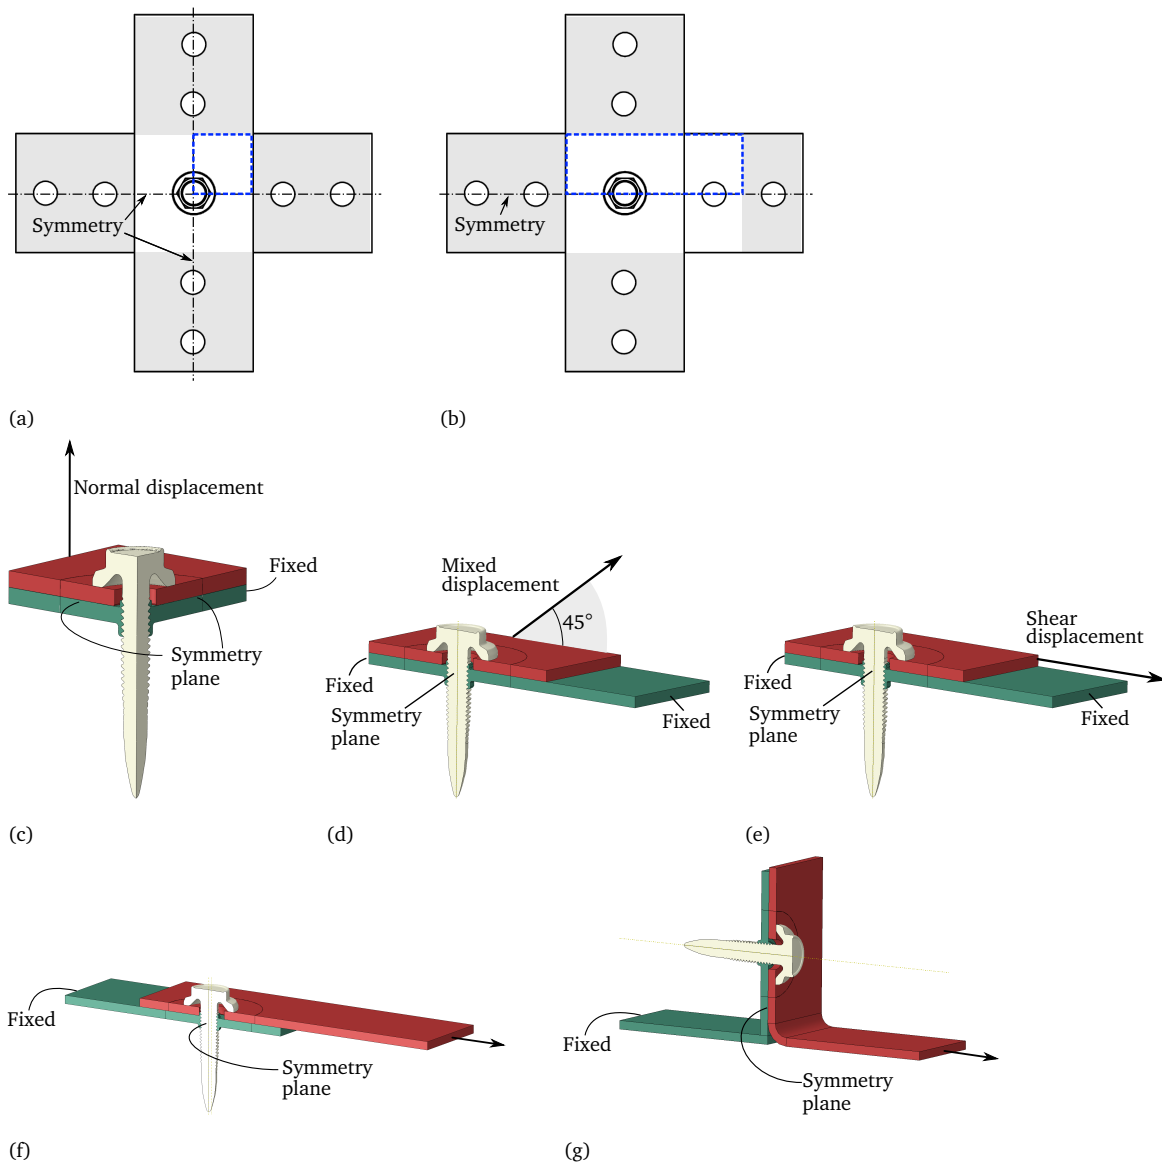 Symmetry
Symmetry
(a)
(b)
Normal displacement
Fixed
Symmetry
plane
Mixed
displacement
45°
Fixed
Symmetry
plane
Fixed
Shear
displacement
Fixed
Symmetry
plane
Fixed
(c)
(d)
(e)
Fixed
Symmetry
plane
Fixed
Symmetry
plane
(f)
(g)